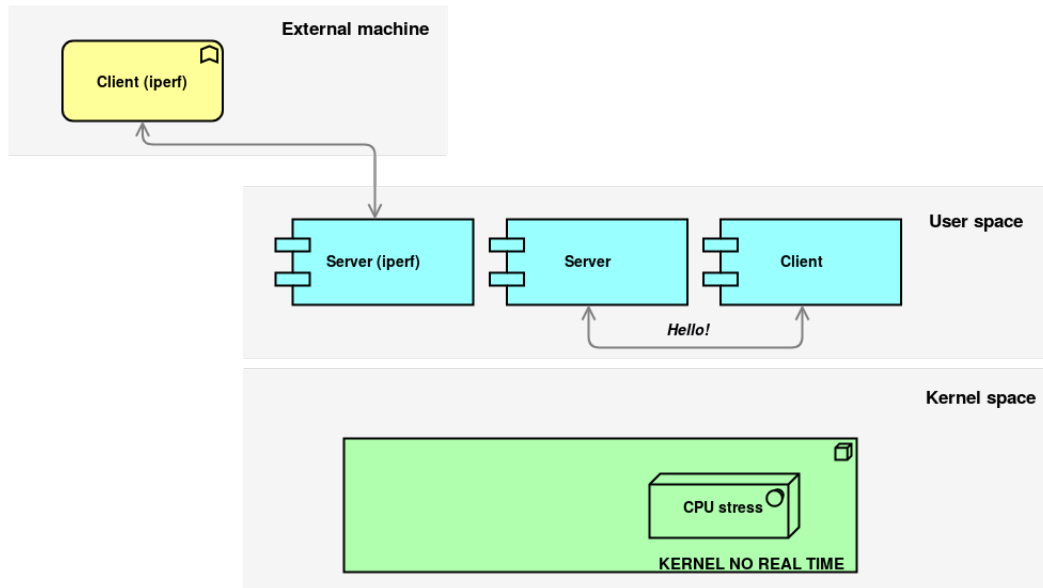 External machine
Client (iperf)
User space
Server (iperf)
Server
Client
Hello!
Kernel space
CPU stress
KERNEL NO REAL TIME